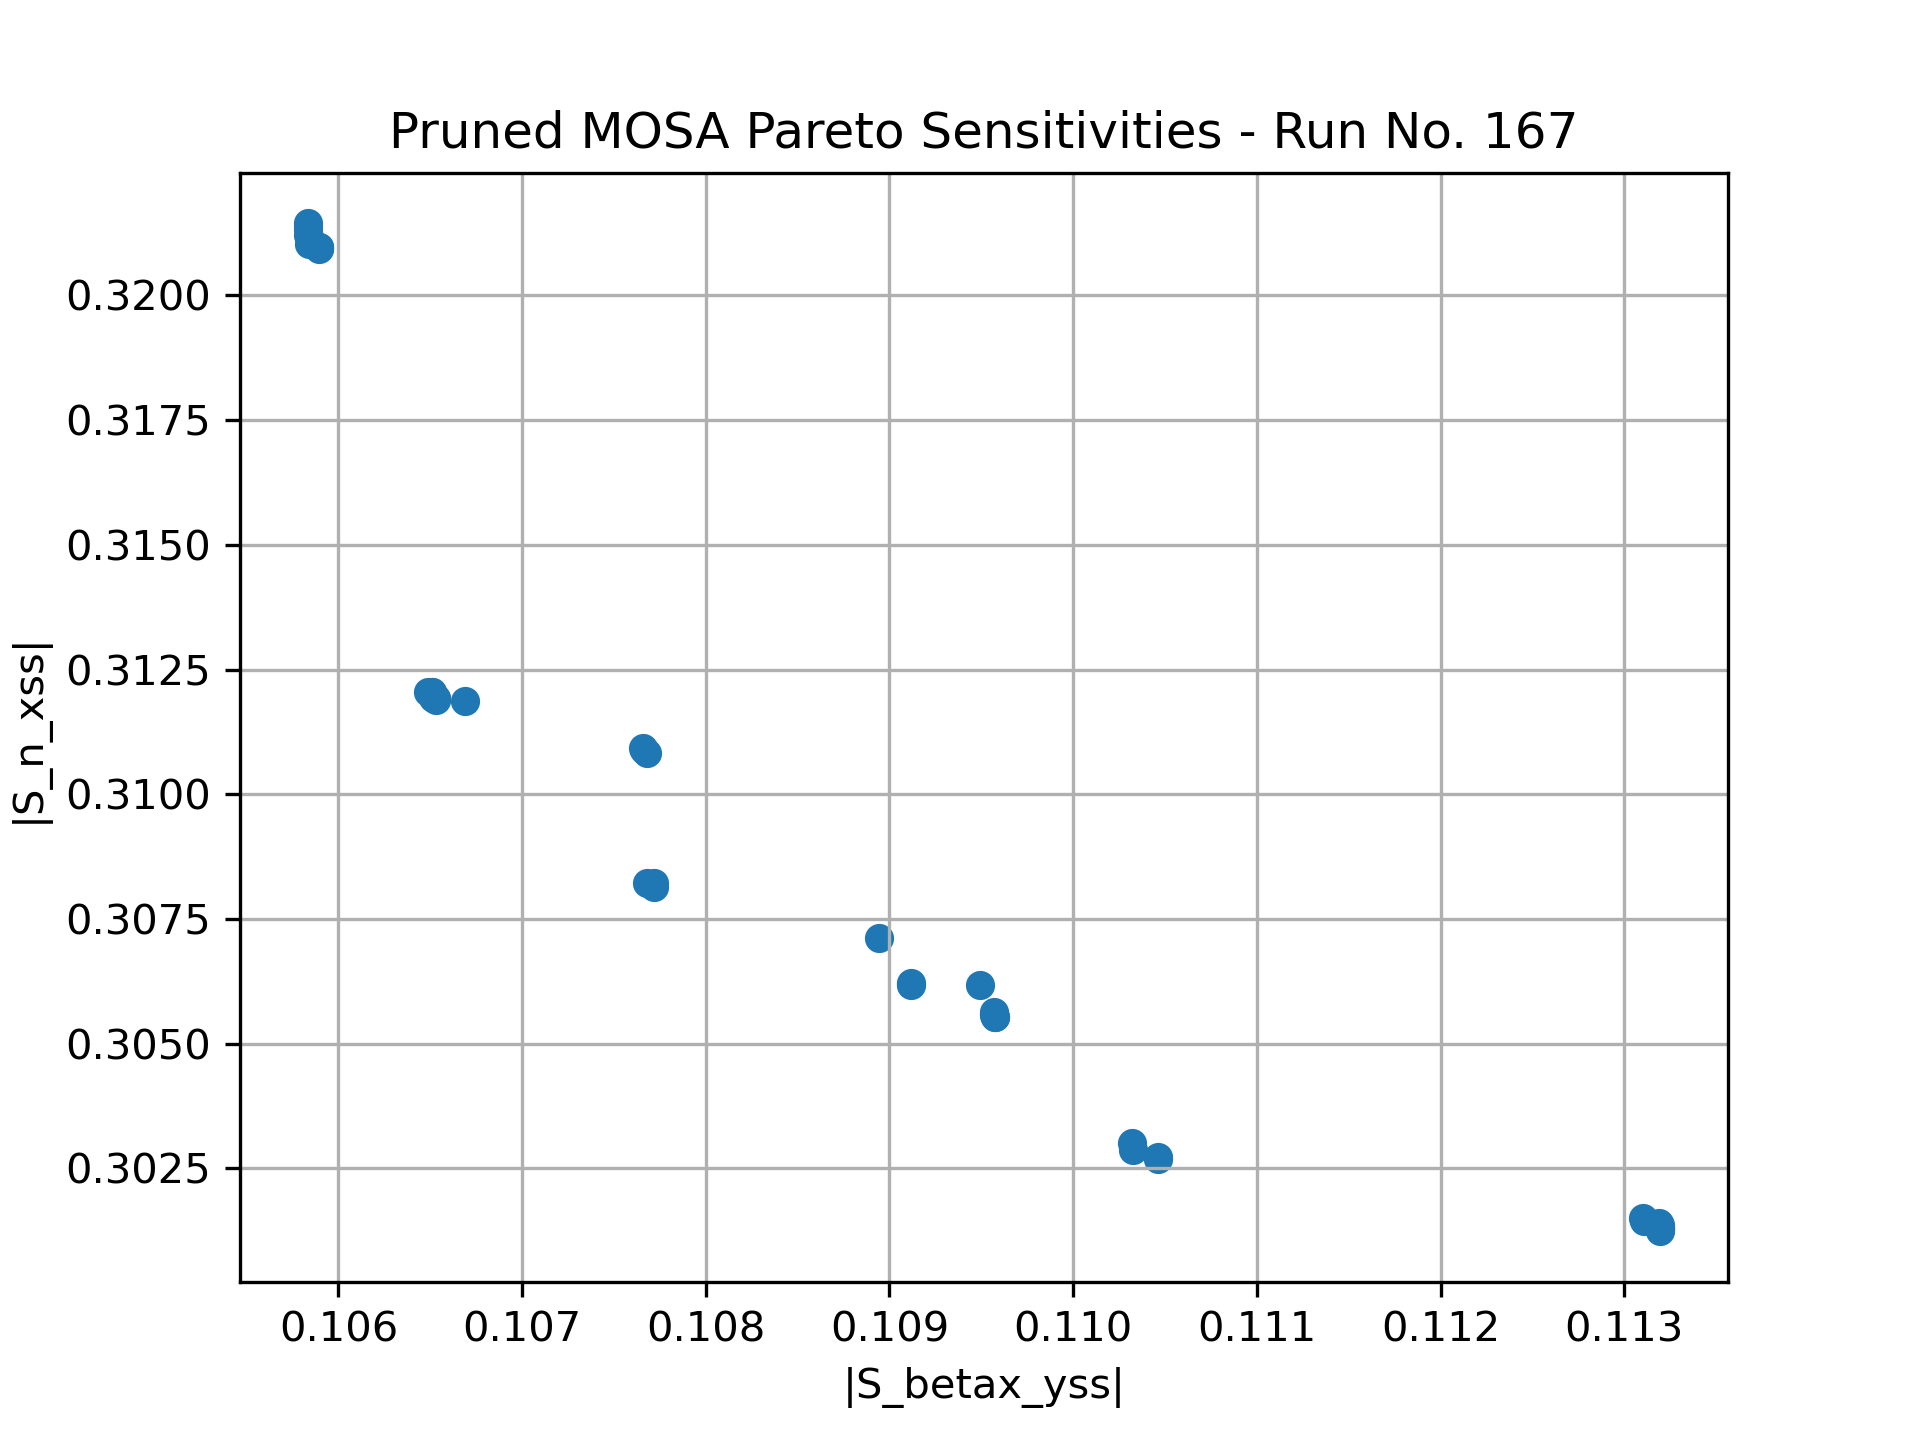 Pruned MOSA Pareto Sensitivities - Run No. 167
|S_n_xss|
0.3200
0.3175
0.3150
0.3125
0.3100
0.3075
0.3050
0.3025
0.106 0.107 0.108 0.109 0.110 0.111 0.112 0.113
|S_betax_yss|